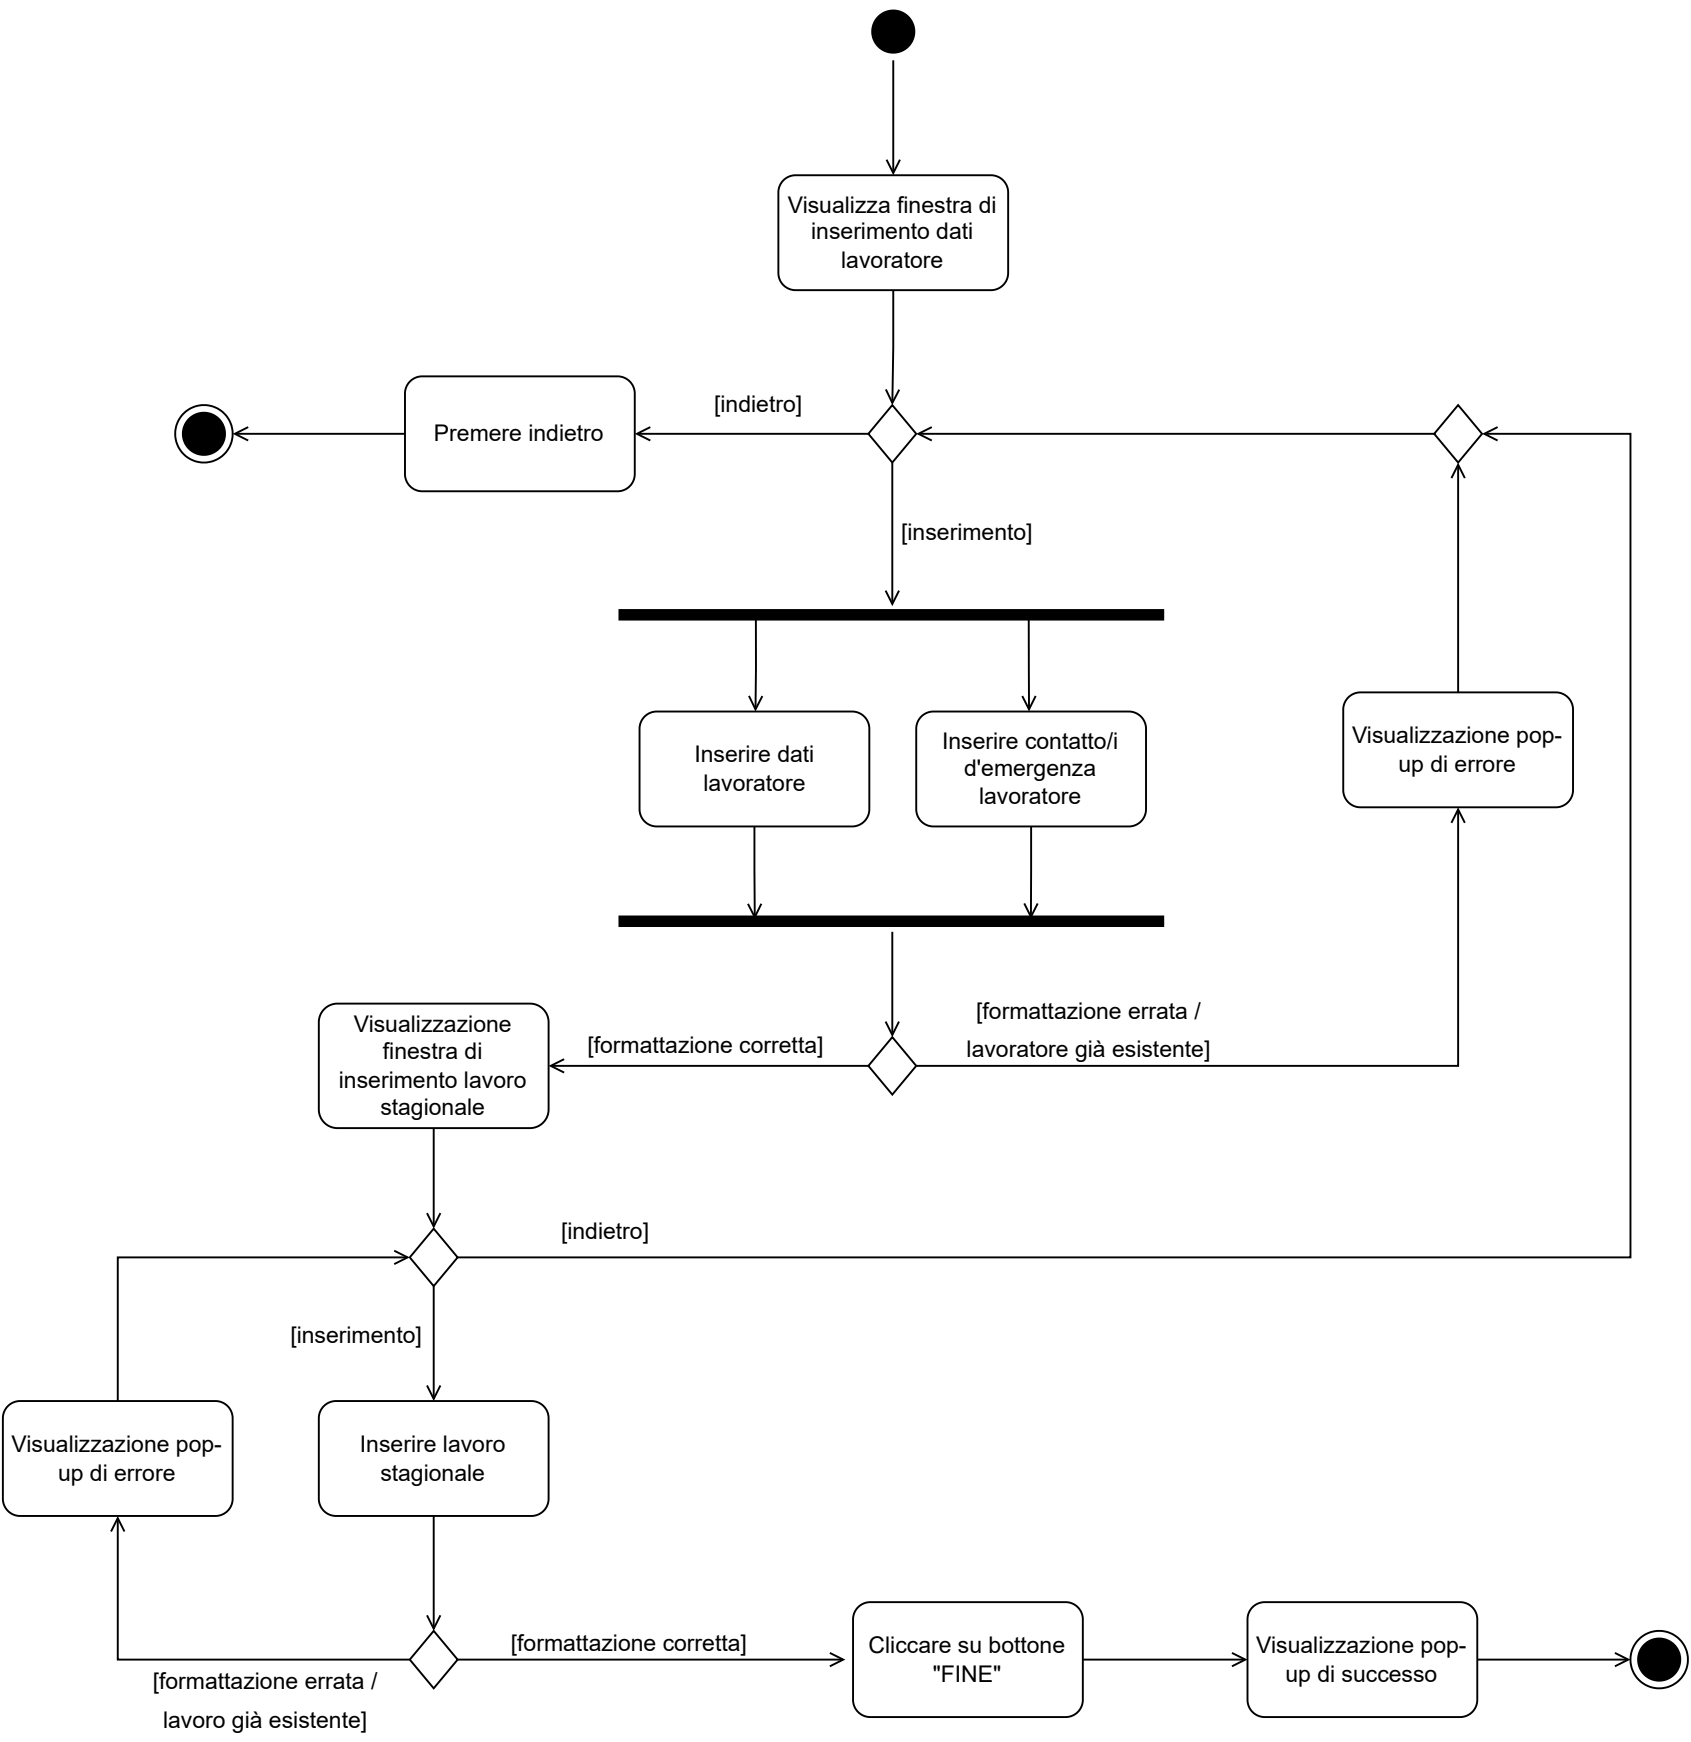 Visualizza finestra di
inserimento dati
lavoratore
[indietro]
Premere indietro
[inserimento]
Inserire dati
lavoratore
Inserire contatto/i
d'emergenza
lavoratore
Visualizzazione pop-
up di errore
[formattazione errata /
lavoratore già esistente]
[formattazione corretta]
Visualizzazione
finestra di
inserimento lavoro
stagionale
[indietro]
[inserimento]
Visualizzazione pop-
up di errore
Inserire lavoro
stagionale
[formattazione corretta]
[formattazione errata /
lavoro già esistente]
Cliccare su bottone
"FINE"
Visualizzazione pop-
up di successo